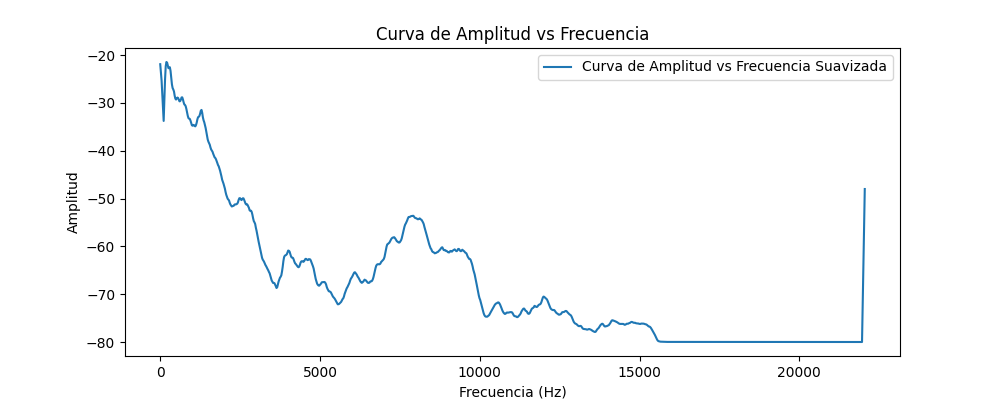 Curva de Amplitud vs Frecuencia
Curva de Amplitud vs Frecuencia Suavizada
Amplitud
−20
−30
−40
−50
−60
−70
−80
0 5000 10000 15000 20000
Frecuencia (Hz)